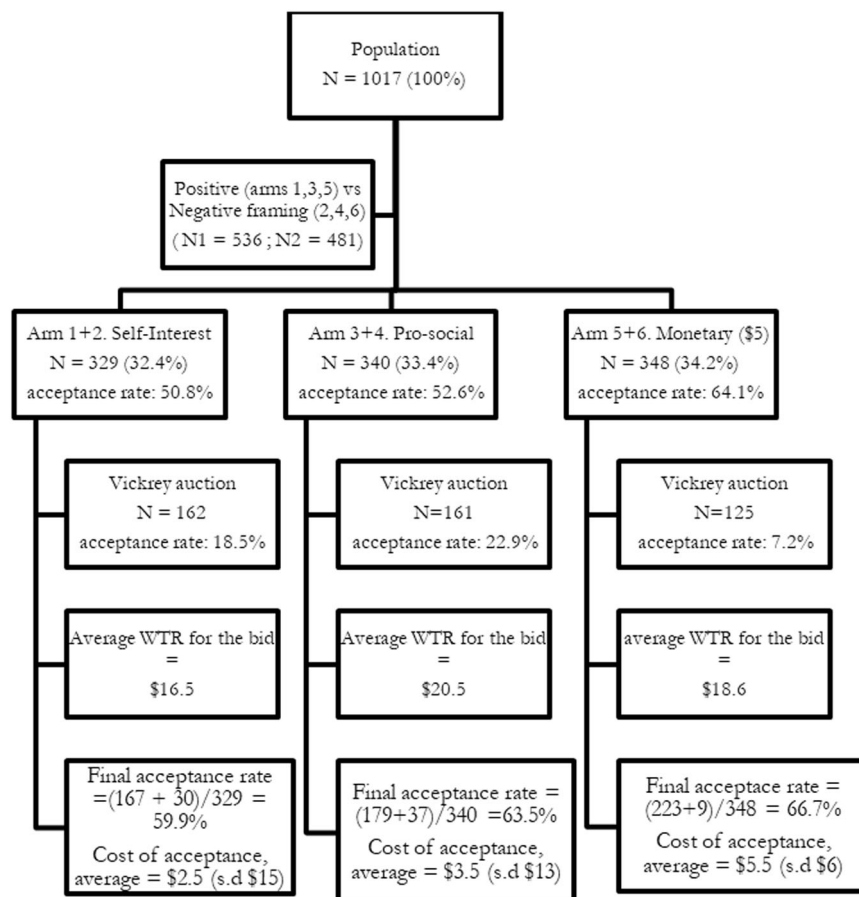 Population
N = 1017 (100%)
Positive (arms 1,3,5) vs
Negative framing (2,4,6)
( N1 = 536 ; N2 = 481)
Arm 1+2. Self-Interest
N = 329 (32.4%)
acceptance rate: 50.8%
Arm 3+4. Pro-social
N = 340 (33.4%)
acceptance rate: 52.6%
Arm 5+6. Monetary ($5)
N = 348 (34.2%)
acceptance rate: 64.1%
Vickrey auction
N = 162
acceptance rate: 18.5%
Vickrey auction
N=161
acceptance rate: 22.9%
Vickrey auction
N=125
acceptance rate: 7.2%
Average WTR for the bid
=
$16.5
Average WTR for the bid
=
$20.5
average WTR for the bid
=
$18.6
Final acceptance rate
=(167 + 30)/329 =
59.9%
Cost of acceptance,
average = $2.5 (s.d $15)
Final acceptance rate =
(179+37)/340 =63.5%
Cost of acceptance,
average = $3.5 (s.d $13)
Final acceptace rate =
(223+9)/348 = 66.7%
Cost of acceptance,
average = $5.5 (s.d $6)